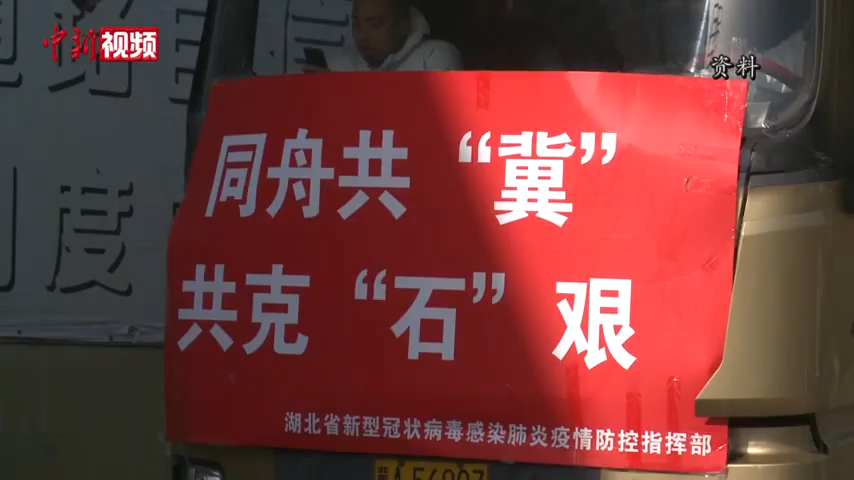 中新视频
资料
同舟共“冀”
共克“石”艰
湖北省新型冠状病毒感染肺炎疫情防控指挥部
度